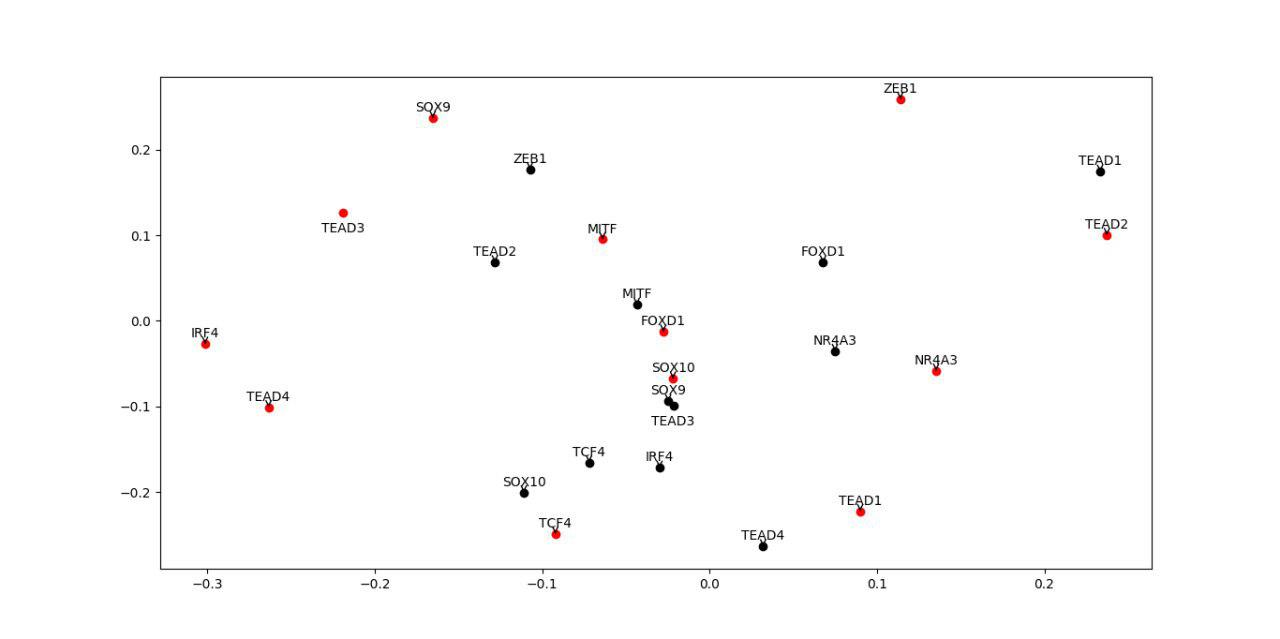 ZEB1
SOX9
0.2
ZEB1
TEAD1
TEAD3
TEAD2
0.1
MITF
TEAD2
FOXD1
MITF
0.0
FOXD1
IRF4
NR4A3
NR4A3
SOX10
SOX9
TEAD4
−0.1
TEAD3
TCF4
IRF4
SOX10
−0.2
TEAD1
TCF4
TEAD4
−0.3
−0.2
−0.1
0.0
0.1
0.2